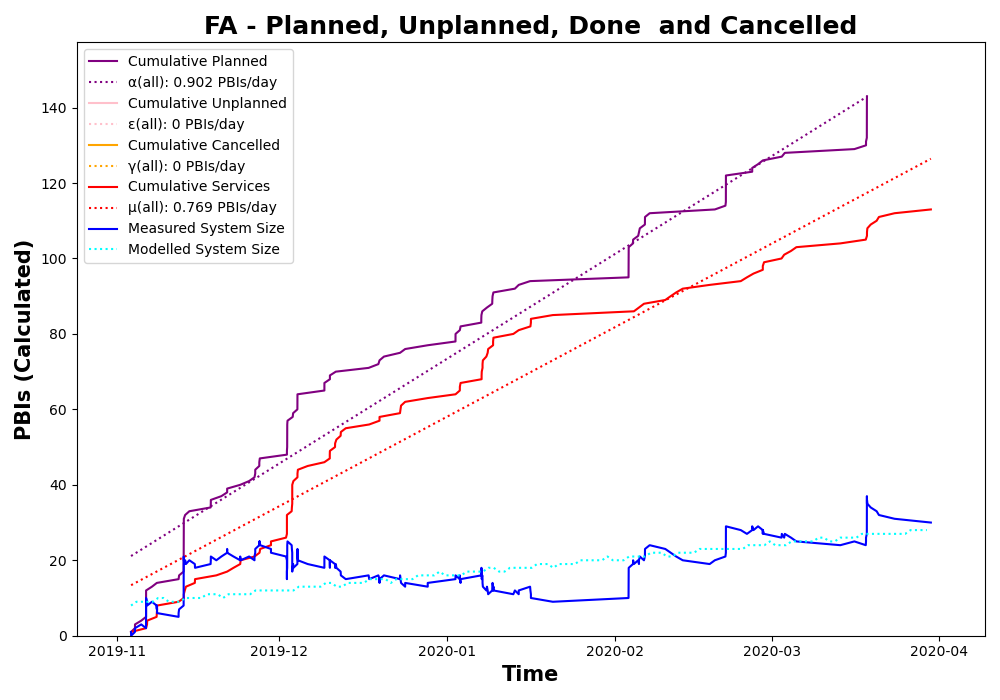 FA - Planned, Unplanned, Done  and Cancelled
Cumulative Planned
α(all): 0.902 PBIs/day
Cumulative Unplanned
ε(all): 0 PBIs/day
Cumulative Cancelled
γ(all): 0 PBIs/day
Cumulative Services
μ(all): 0.769 PBIs/day
Measured System Size
Modelled System Size
PBIs (Calculated)
140
120
100
80
60
40
20
0
2019-11
2019-12
2020-01
2020-02
2020-03
2020-04
Time